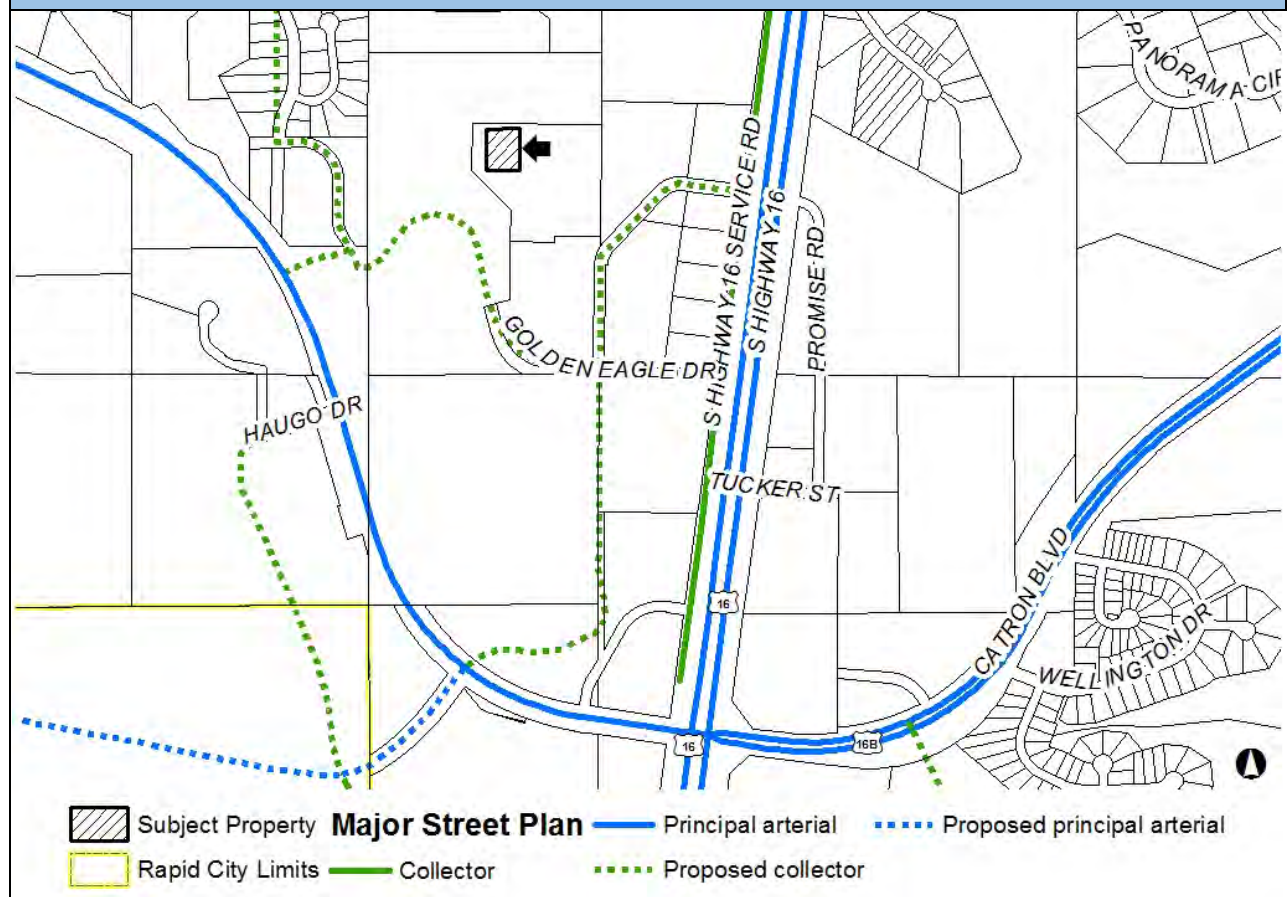 PANORAMA CIR
S HIGHWAY 16 SERVICE RD
S HIGHWAY 16
PROMISE RD
GOLDEN EAGLE DR
HAUGO DR
TUCKER ST
CATRON BLVD
16
WELLINGTON DR
16
16B
Subject Property Major Street Plan Principal arterial Proposed principal arterial
Rapid City Limits Collector Proposed collector